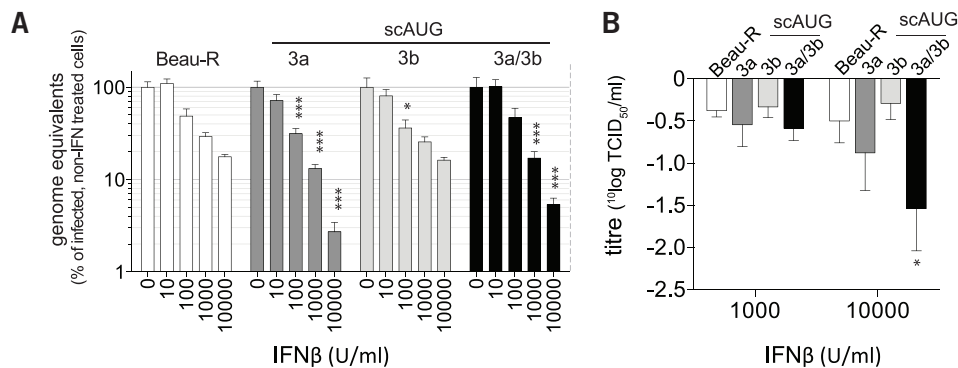 A
scAUG
Beau-R
3a
3b
3a/3b
genome equivalents
(% of infected, non-IFN treated cells)
100
10
1
***
***
***
*
***
***
0 10 100 1000 10000
0 10 100 1000 10000
0 10 100 1000 10000
0 10 100 1000 10000
IFNβ (U/ml)
B
scAUG
scAUG
Beau-R
3a
3b
3a/3b
Beau-R
3a
3b
3a/3b
titre (¹⁰log TCID₅₀/ml)
0
-0.5
-1.0
-1.5
-2.0
-2.5
*
1000
10000
IFNβ (U/ml)